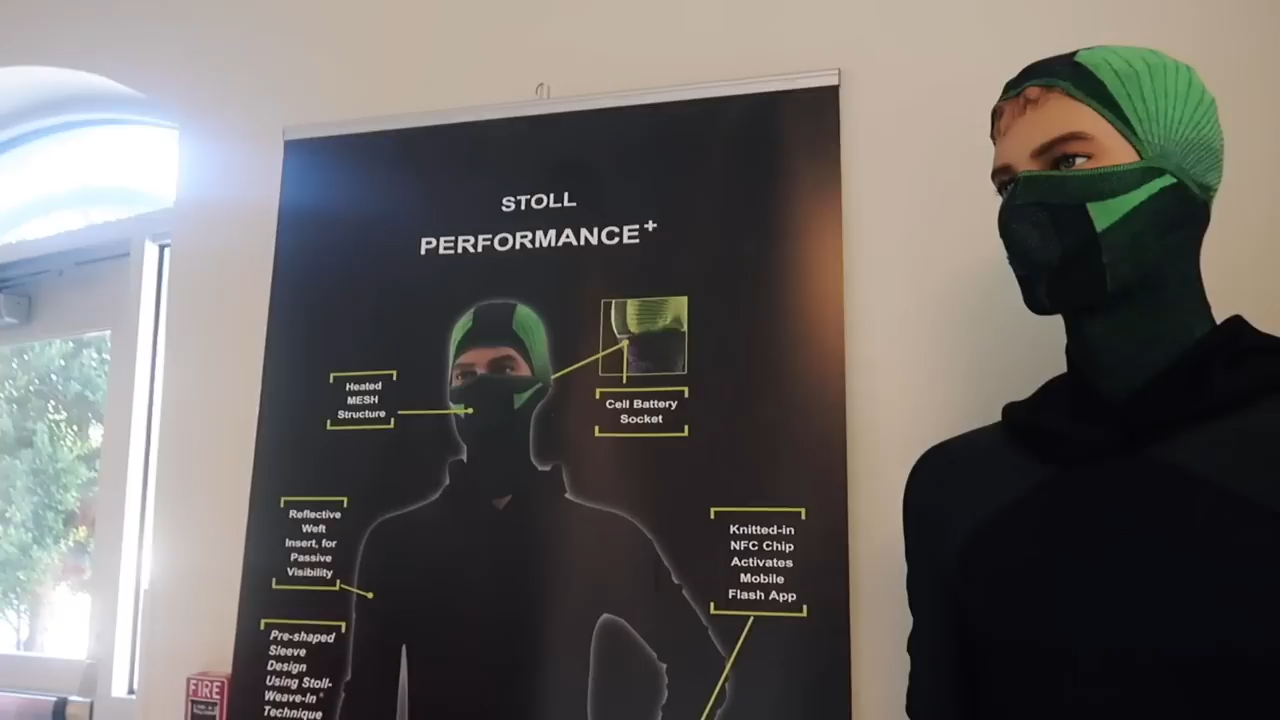 STOLL
PERFORMANCE+
Heated
MESH
Structure
Cell Battery
Socket
Reflective
Weft
Insert, for
Passive
Visibility
Knitted-in
NFC Chip
Activates
Mobile
Flash App
Pre-shaped
Sleeve
Design
Using Stoll-
Weave-In®
Technique
FIRE